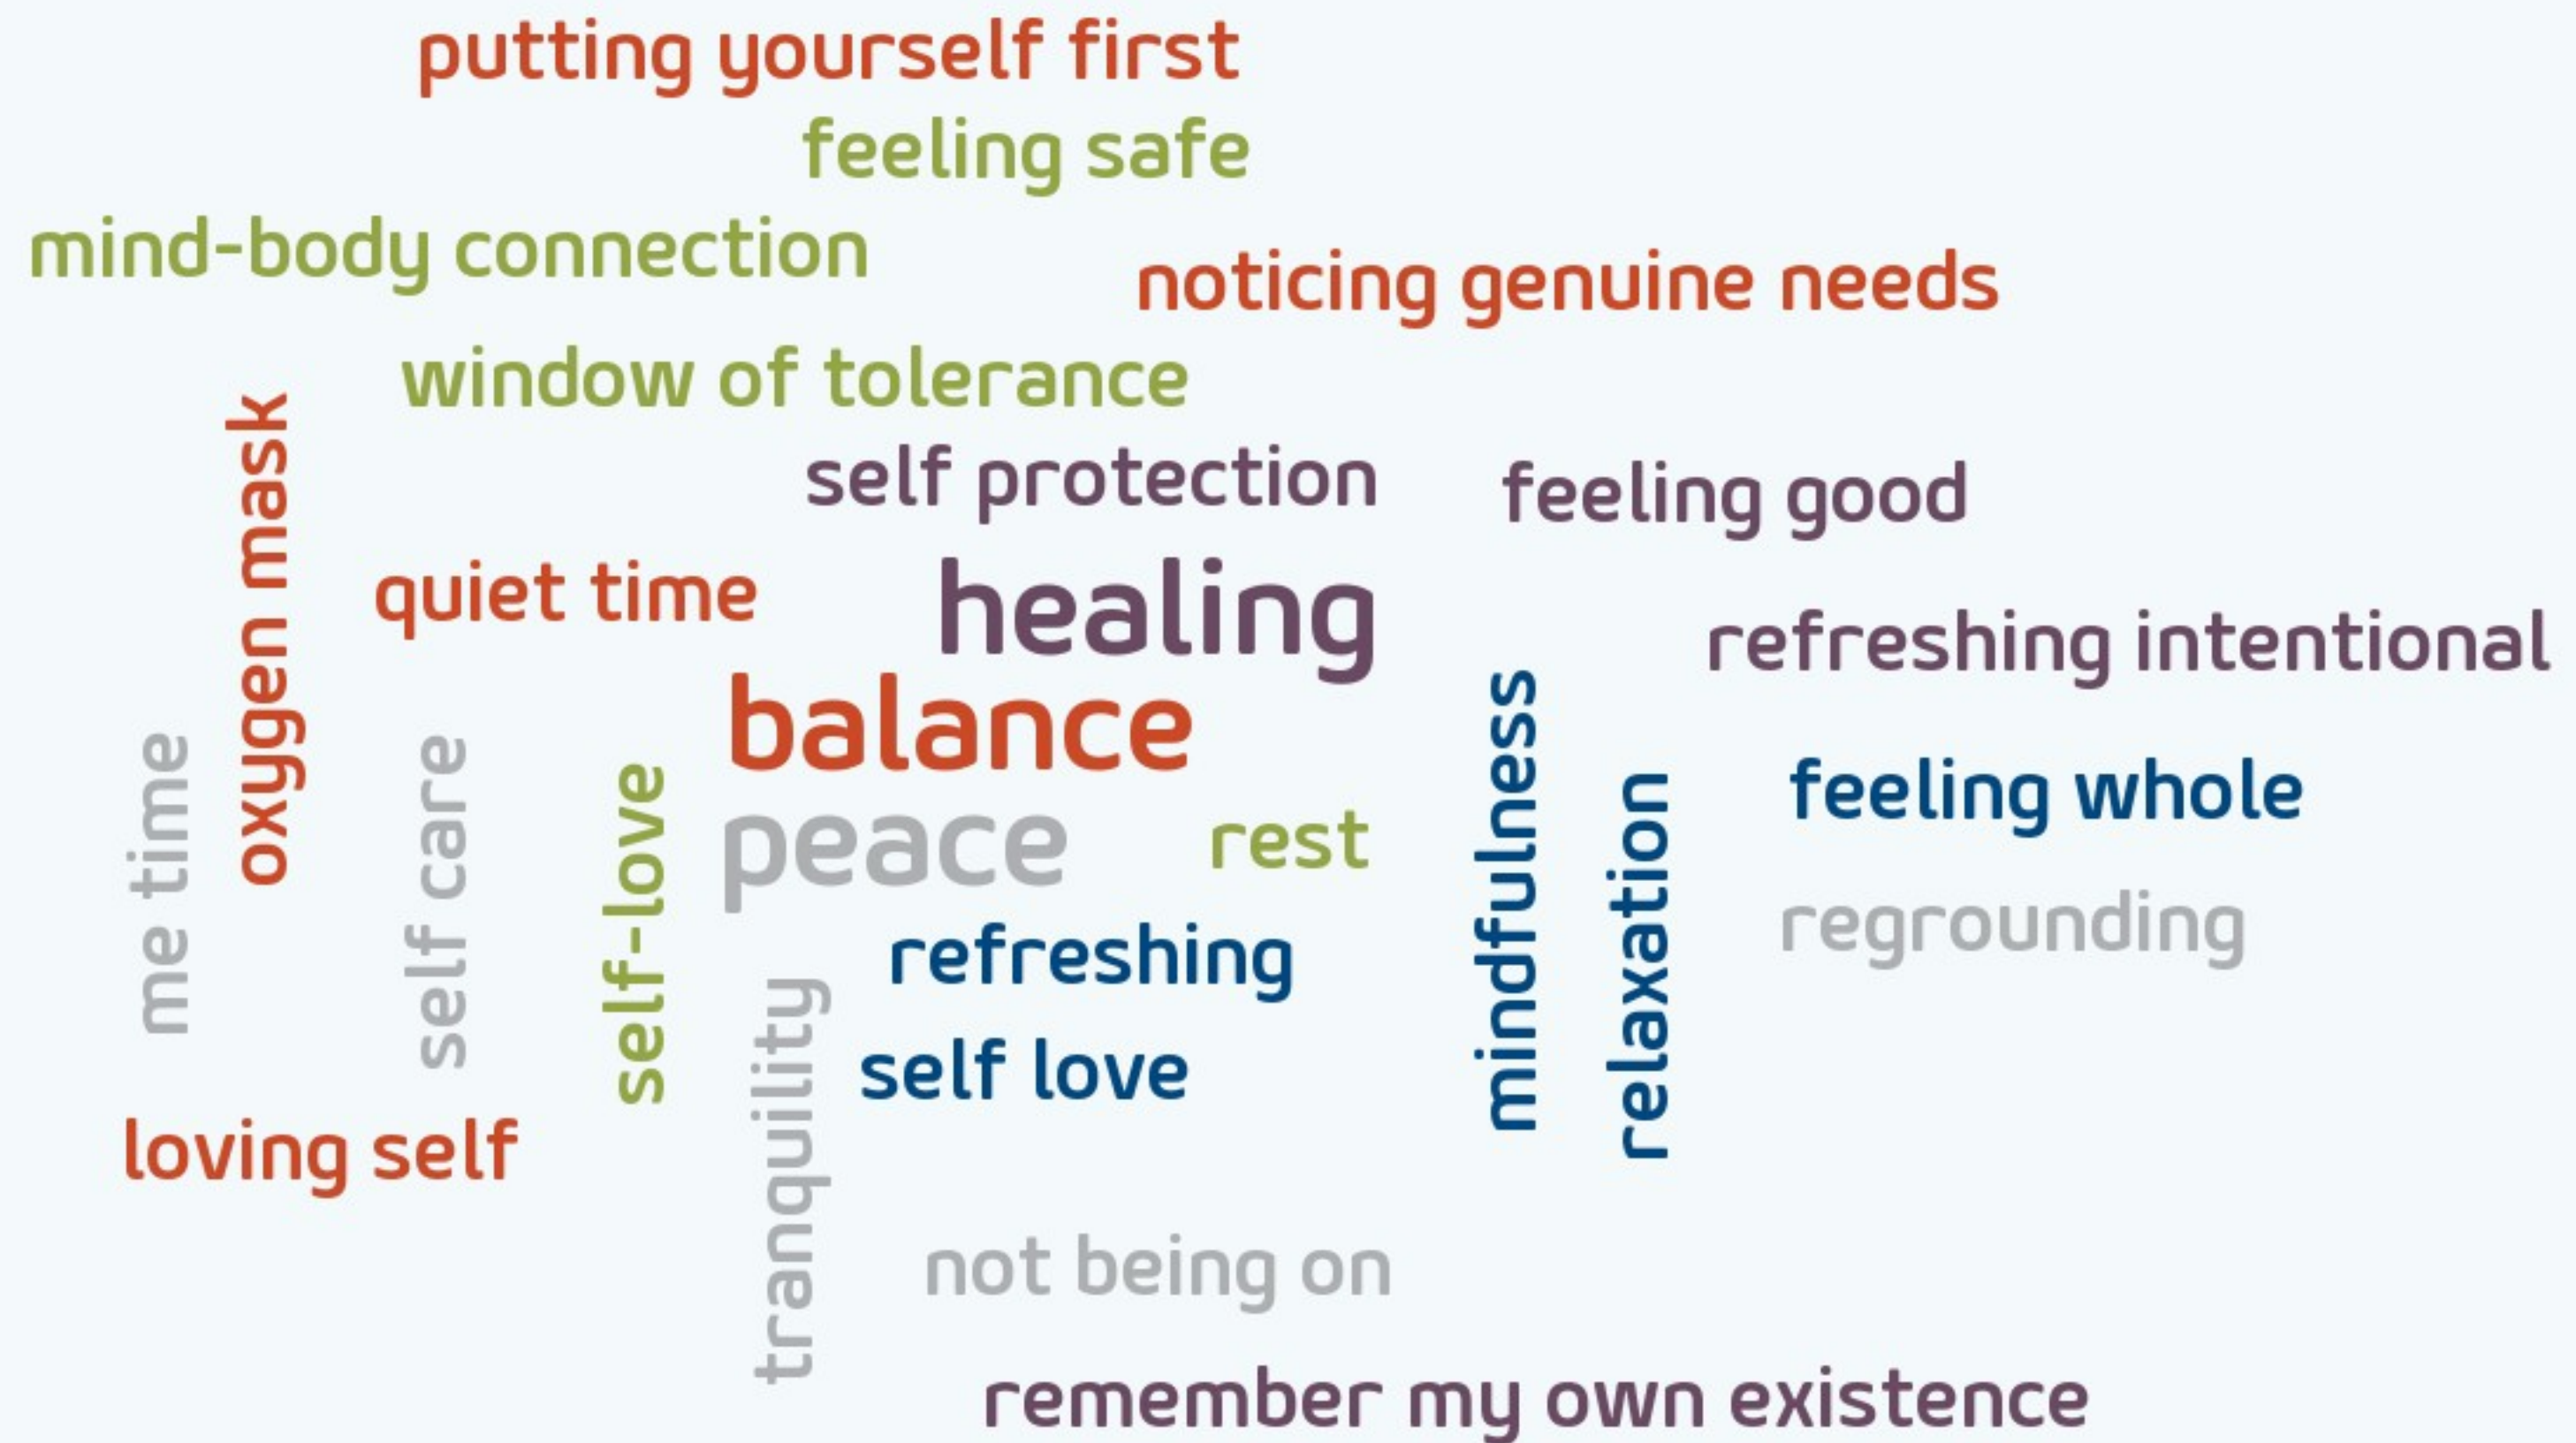 putting yourself first
feeling safe
mind-body connection
noticing genuine needs
window of tolerance
oxygen mask
self protection
feeling good
quiet time
healing
refreshing intentional
balance
me time
self care
self-love
peace
rest
mindfulness
relaxation
feeling whole
regrounding
refreshing
tranquility
self love
loving self
not being on
remember my own existence